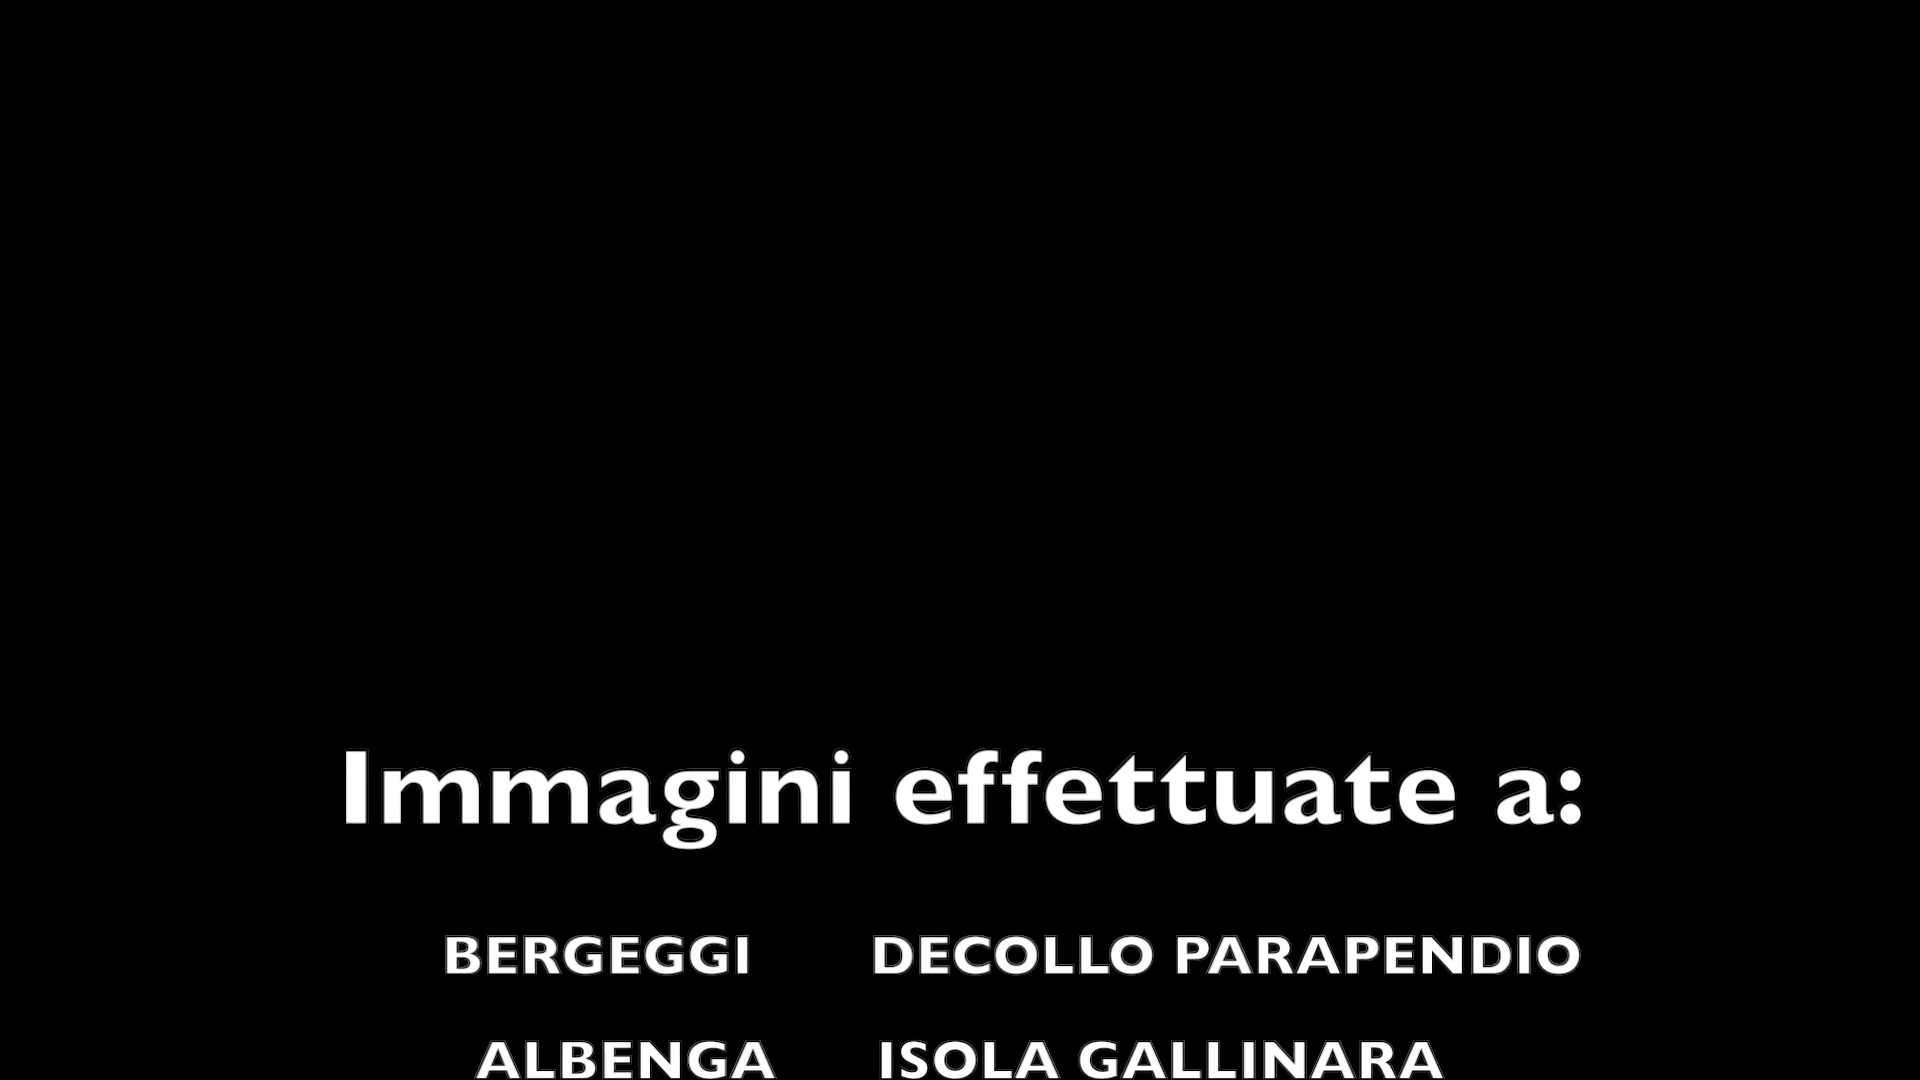 Immagini effettuate a:
BERGEGGI DECOLLO PARAPENDIO
ALBENGA ISOLA GALLINARA